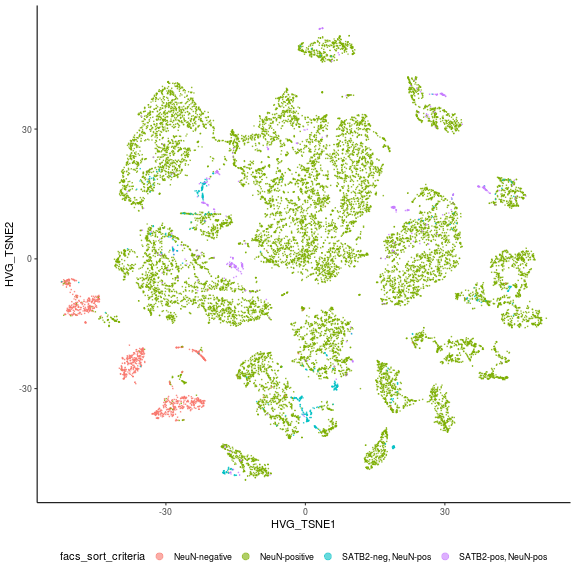 HVG_TSNE2
30
0
-30
-30
0
30
HVG_TSNE1
facs_sort_criteria NeuN-negative NeuN-positive SATB2-neg, NeuN-pos SATB2-pos, NeuN-pos